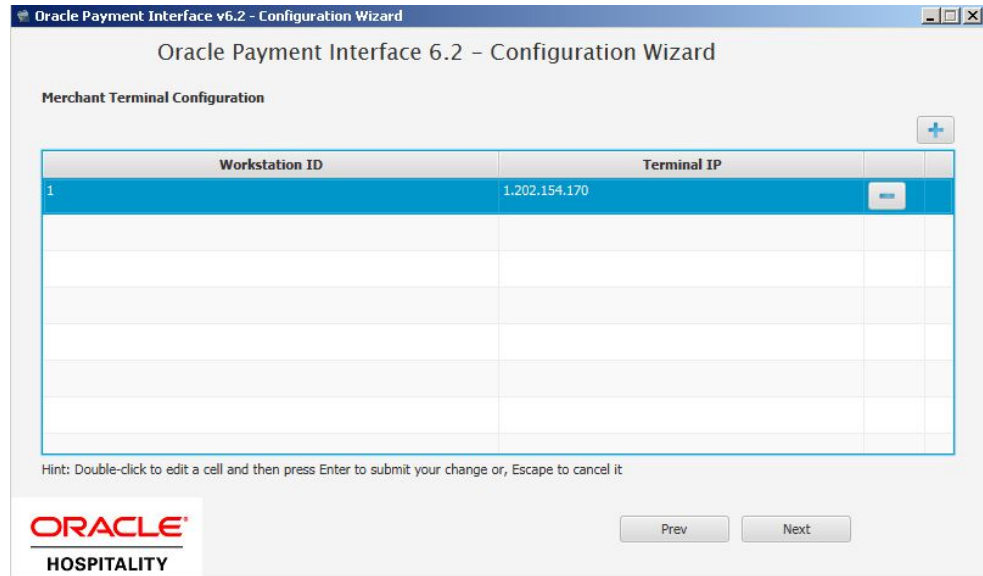 Oracle Payment Interface v6.2 - Configuration Wizard
Oracle Payment Interface 6.2 – Configuration Wizard
Merchant Terminal Configuration
Workstation ID Terminal IP
1 1.202.154.170
Hint: Double-click to edit a cell and then press Enter to submit your change or, Escape to cancel it
ORACLE®
Prev Next
HOSPITALITY